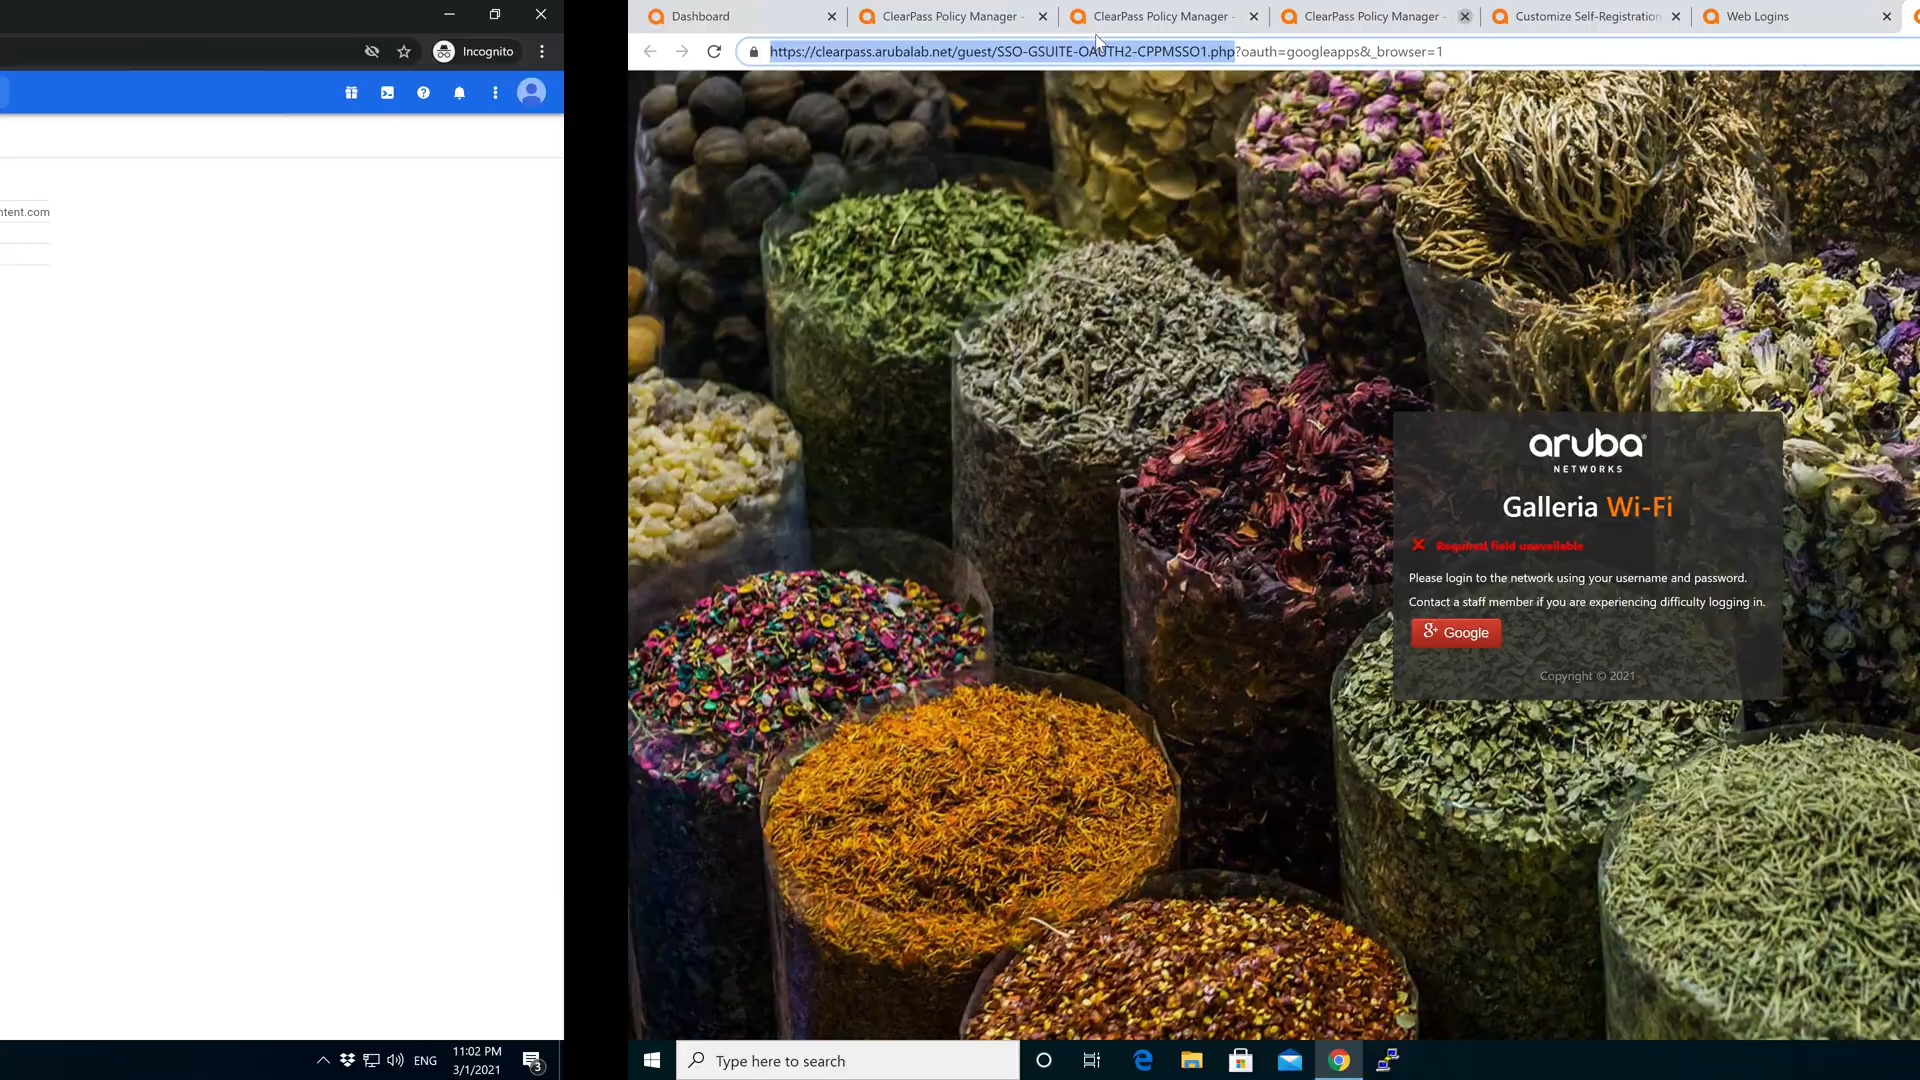 Incognito
ntent.com
11:02 PM
ENG
3/1/2021
3
Dashboard
ClearPass Policy Manager -
ClearPass Policy Manager -
ClearPass Policy Manager -
Customize Self-Registration
Web Logins
https://clearpass.arubalab.net/guest/SSO-GSUITE-OAUTH2-CPPMSSO1.php?oauth=googleapps&_browser=1
aruba
NETWORKS
Galleria Wi-Fi
Required field unavailable
Please login to the network using your username and password.
Contact a staff member if you are experiencing difficulty logging in.
g+ Google
Copyright © 2021
Type here to search